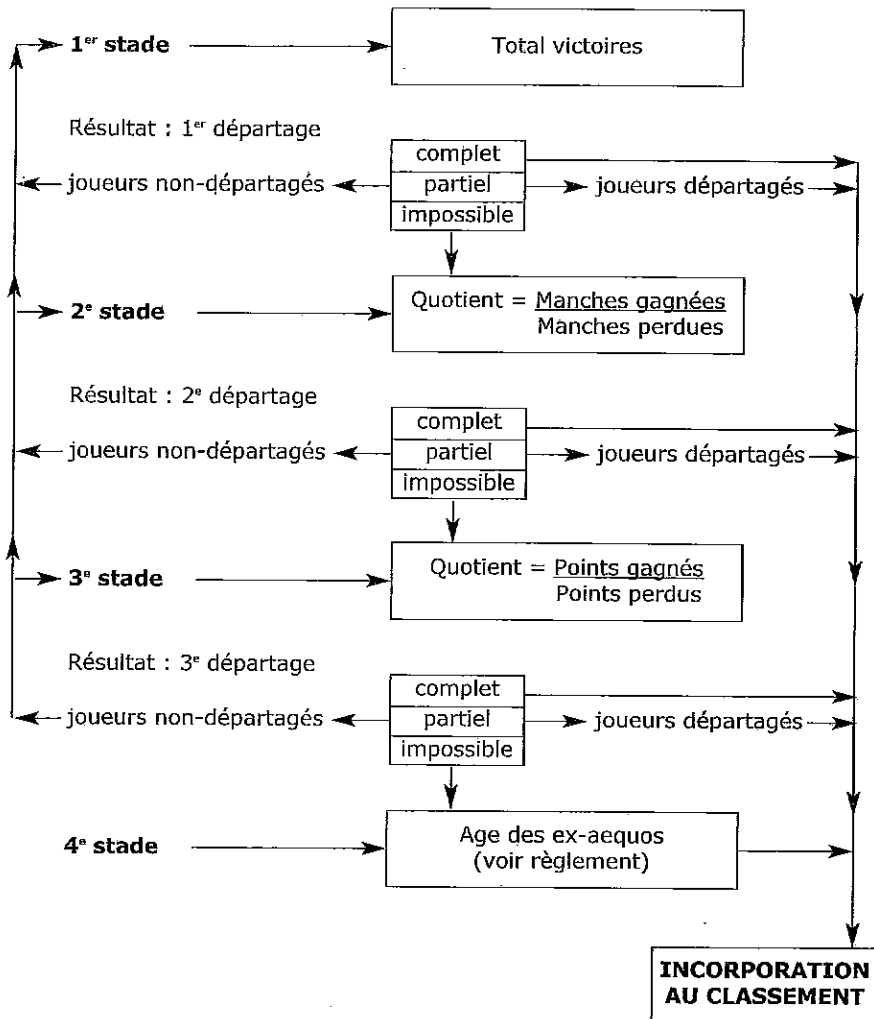 1er stade
Total victoires
Résultat : 1er départage
complet
joueurs non-départagés
partiel
joueurs départagés
impossible
2e stade
Quotient = Manches gagnées
Manches perdues
Résultat : 2e départage
complet
joueurs non-départagés
partiel
joueurs départagés
impossible
3e stade
Quotient = Points gagnés
Points perdus
Résultat : 3e départage
complet
joueurs non-départagés
partiel
joueurs départagés
impossible
4e stade
Age des ex-aequos
(voir règlement)
INCORPORATION
AU CLASSEMENT